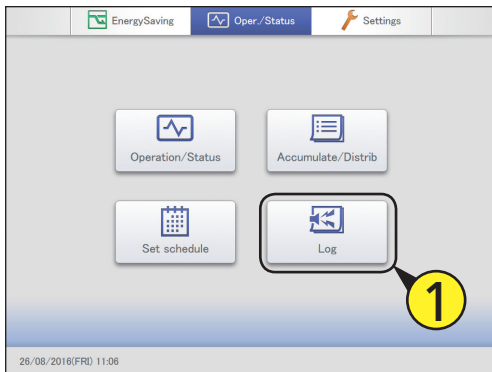 EnergySaving Oper./Status Settings
Operation/Status Accumulate/Distrib
Set schedule Log
1
26/08/2016(FRI) 11:06